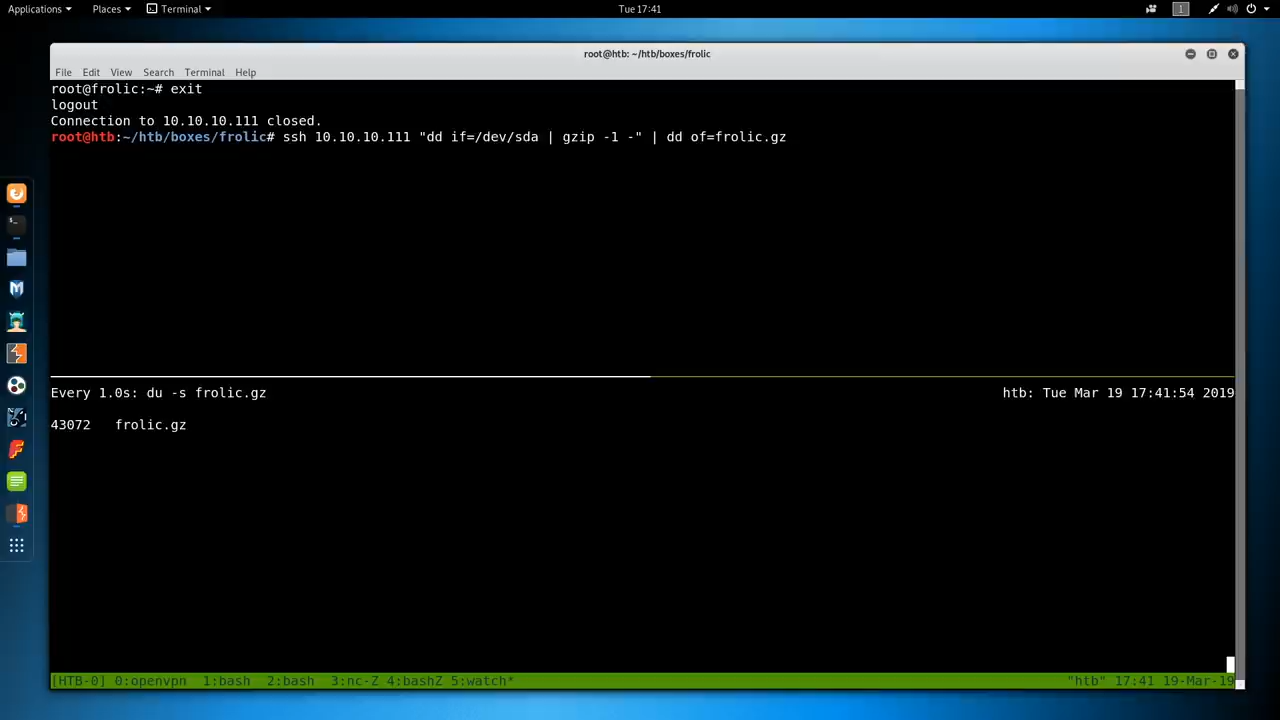 Applications Places Terminal Tue 17:41 1
root@htb: ~/htb/boxes/frolic
File Edit View Search Terminal Help
root@frolic:~# exit
logout
Connection to 10.10.10.111 closed.
root@htb:~/htb/boxes/frolic# ssh 10.10.10.111 "dd if=/dev/sda | gzip -1 -" | dd of=frolic.gz
Every 1.0s: du -s frolic.gz htb: Tue Mar 19 17:41:54 2019
43072 frolic.gz
[HTB-0] 0:openvpn 1:bash 2:bash 3:nc-Z 4:bashZ 5:watch* "htb" 17:41 19-Mar-19